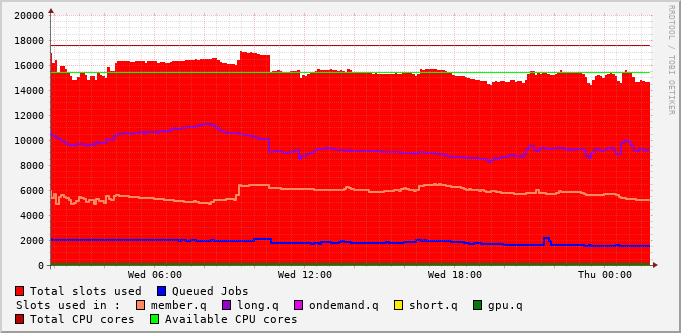 RRDTOOL / TOBI OETIKER
20000
18000
16000
14000
12000
10000
8000
6000
4000
2000
0
Wed 06:00 Wed 12:00 Wed 18:00 Thu 00:00
Total slots used Queued Jobs
Slots used in : member.q long.q ondemand.q short.q gpu.q
Total CPU cores Available CPU cores